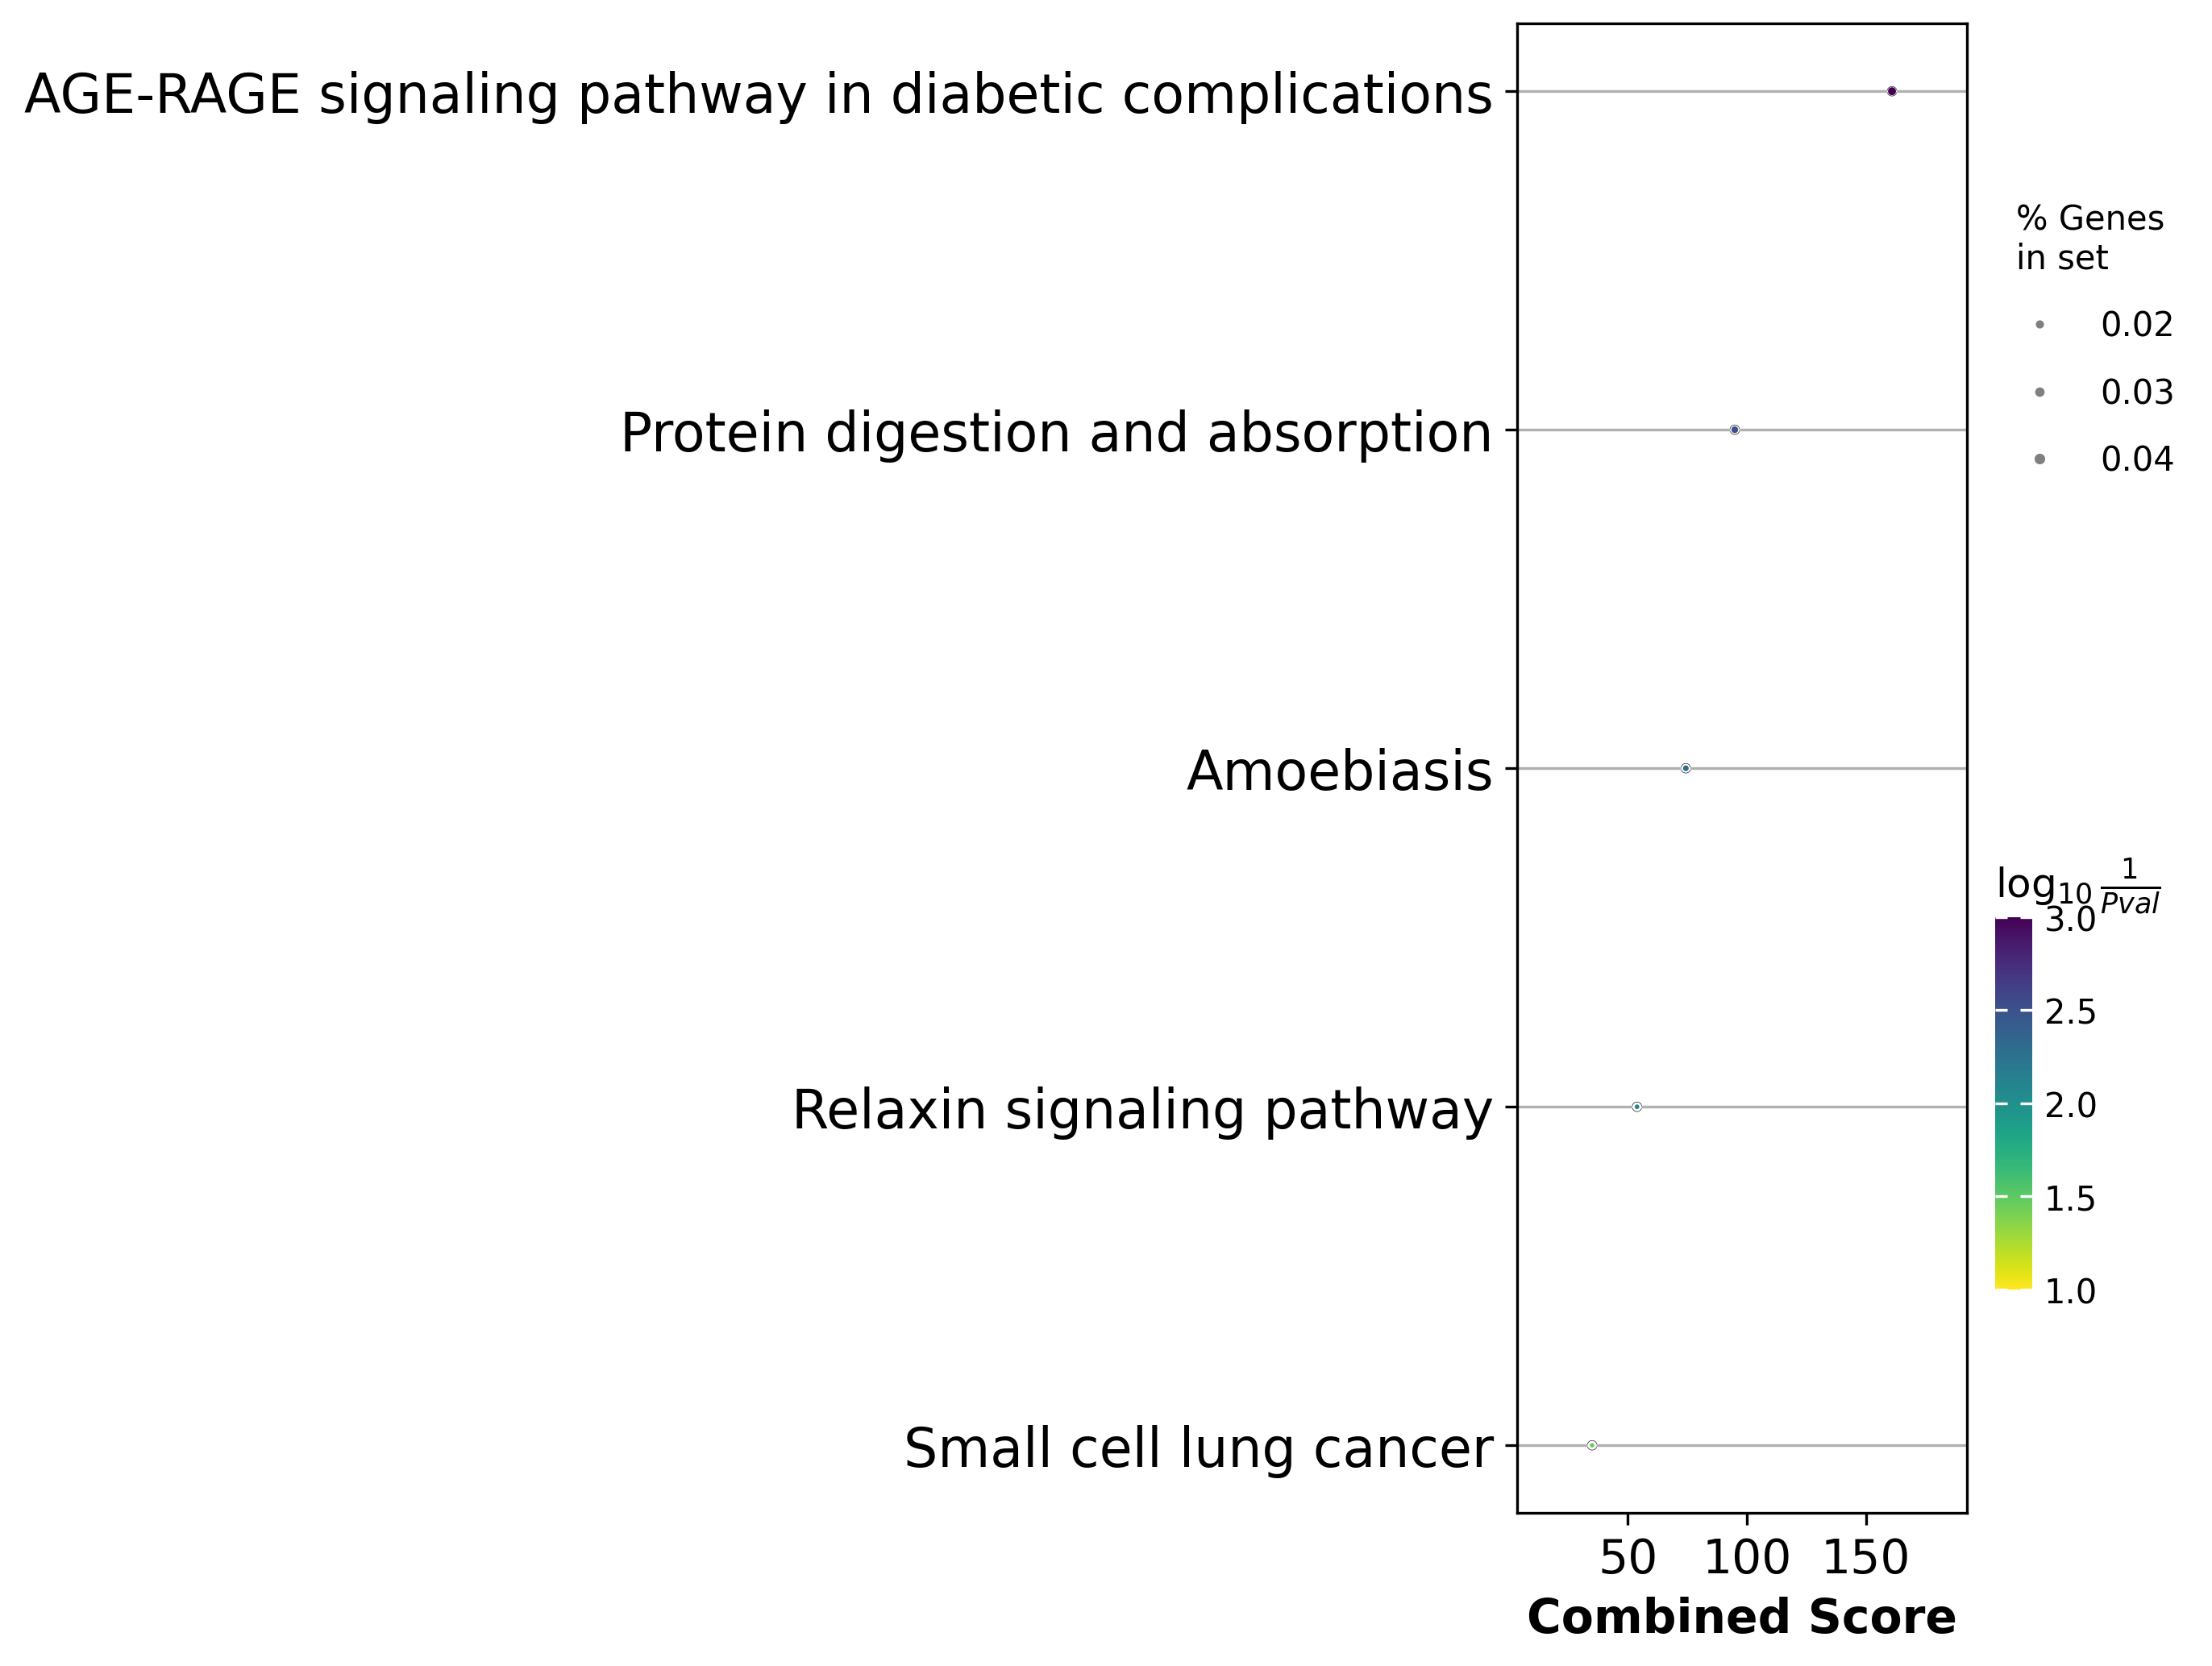 AGE-RAGE signaling pathway in diabetic complications
Protein digestion and absorption
Amoebiasis
Relaxin signaling pathway
Small cell lung cancer
50 100 150
Combined Score
% Genes
in set
0.02
0.03
0.04
log10 1/Pval
3.0
2.5
2.0
1.5
1.0